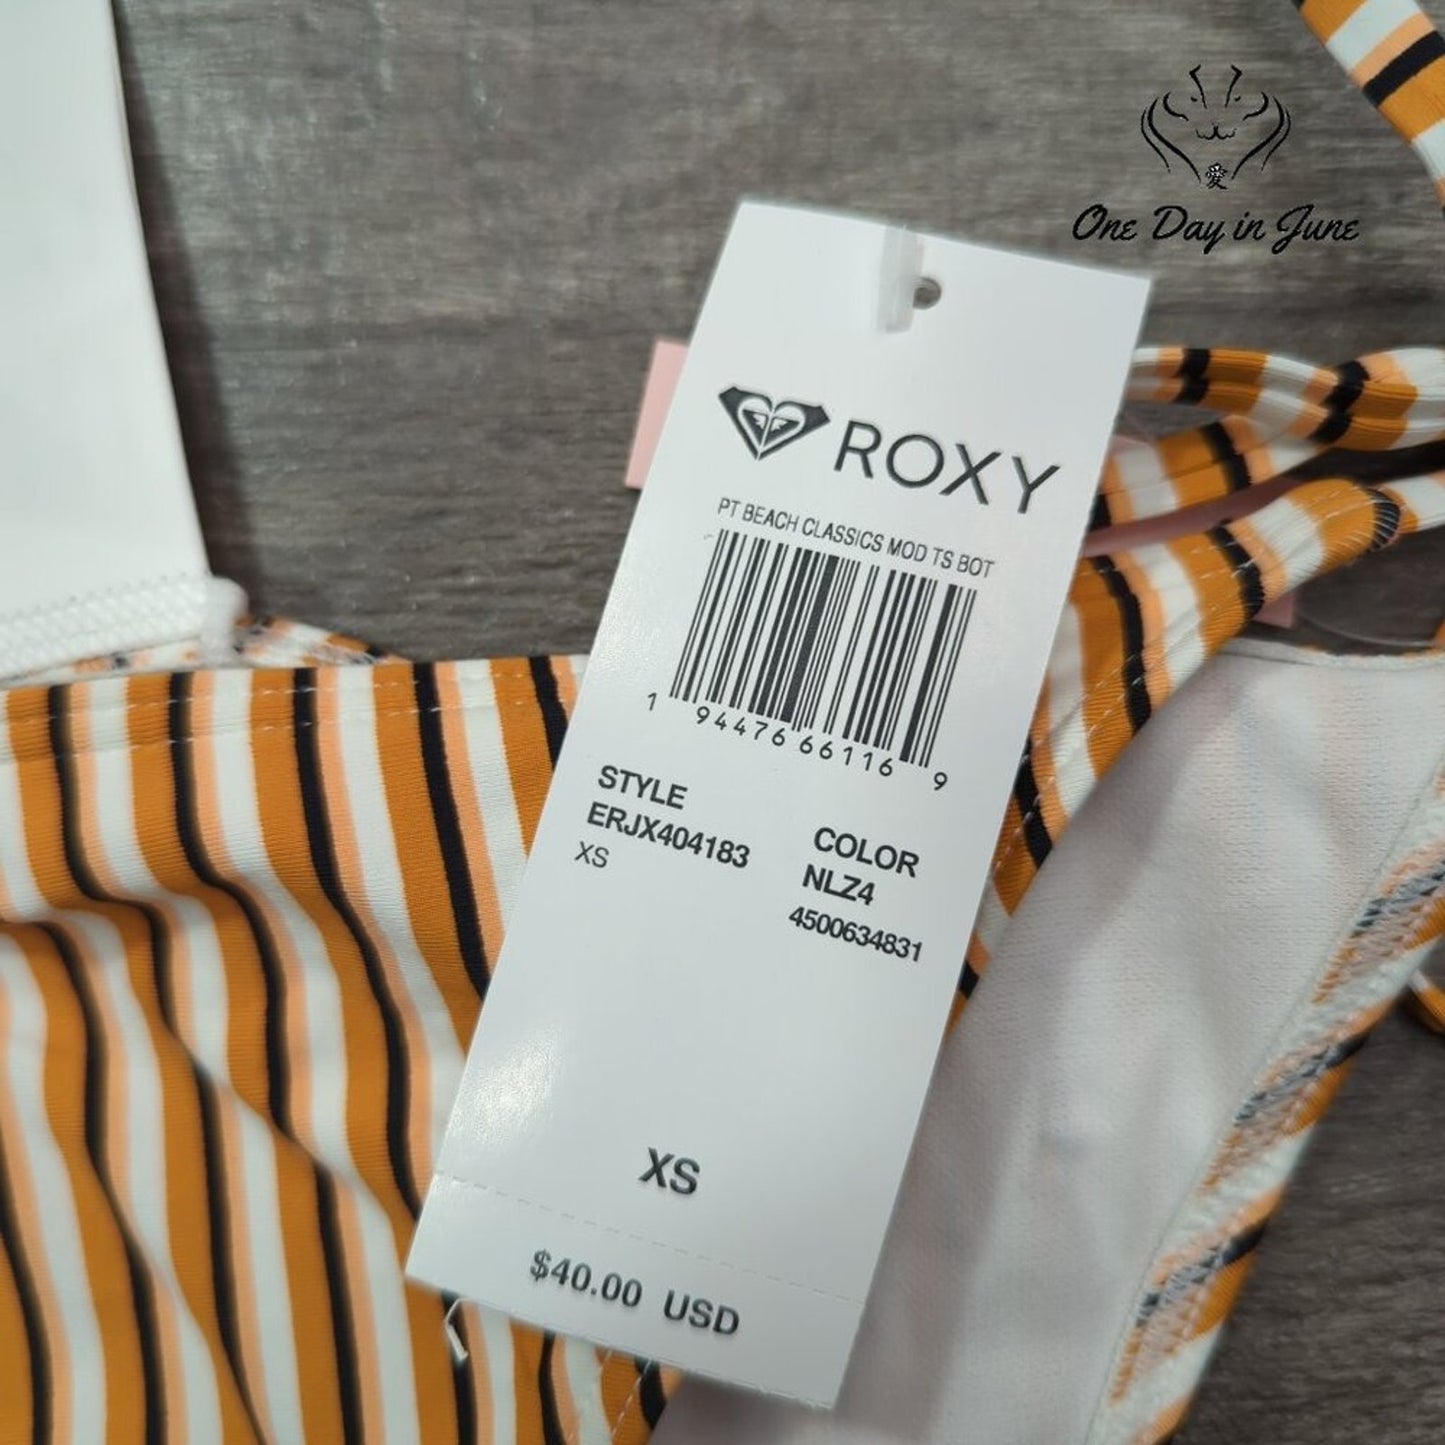 愛
One Day in June
ROXY
PT BEACH CLASSICS MOD TS BOT
1 94476 66116 9
STYLE
ERJX404183
XS
COLOR
NLZ4
4500634831
XS
$40.00 USD